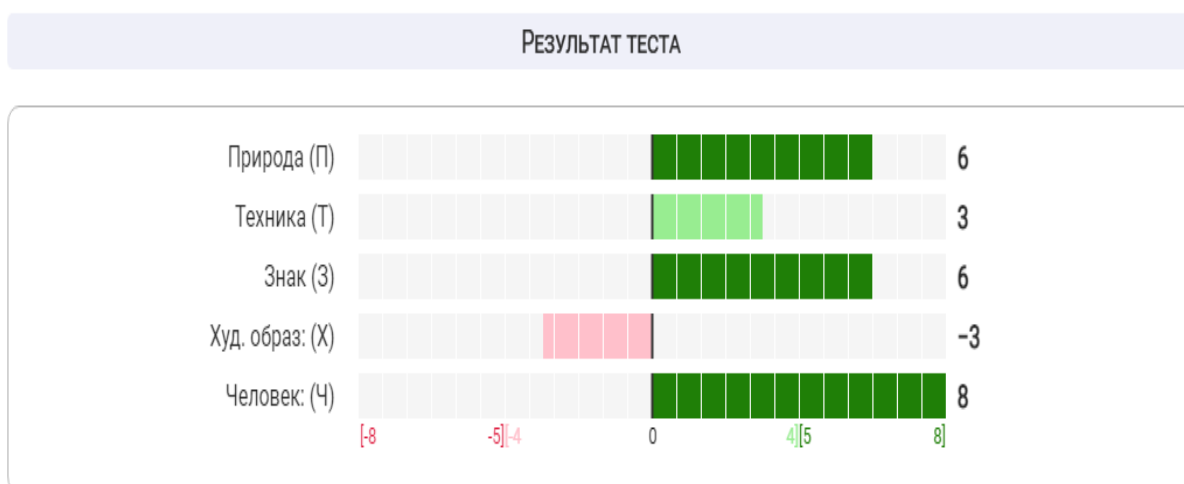 Результат теста
Природа (П) 6
Техника (Т) 3
Знак (З) 6
Худ. образ: (Х) −3
Человек: (Ч) 8
[-8 -5][-4 0 4][5 8]